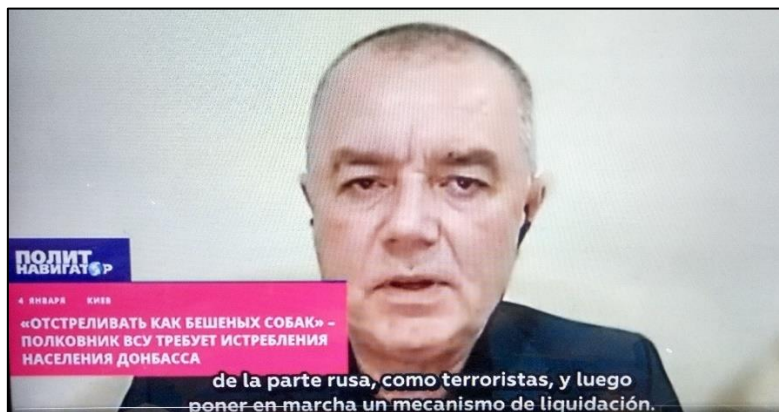 ПОЛИТ
НАВИГАТОР
4 ЯНВАРЯ КИЕВ
«ОТСТРЕЛИВАТЬ КАК БЕШЕНЫХ СОБАК» –
ПОЛКОВНИК ВСУ ТРЕБУЕТ ИСТРЕБЛЕНИЯ
НАСЕЛЕНИЯ ДОНБАССА
de la parte rusa, como terroristas, y luego
poner en marcha un mecanismo de liquidación.